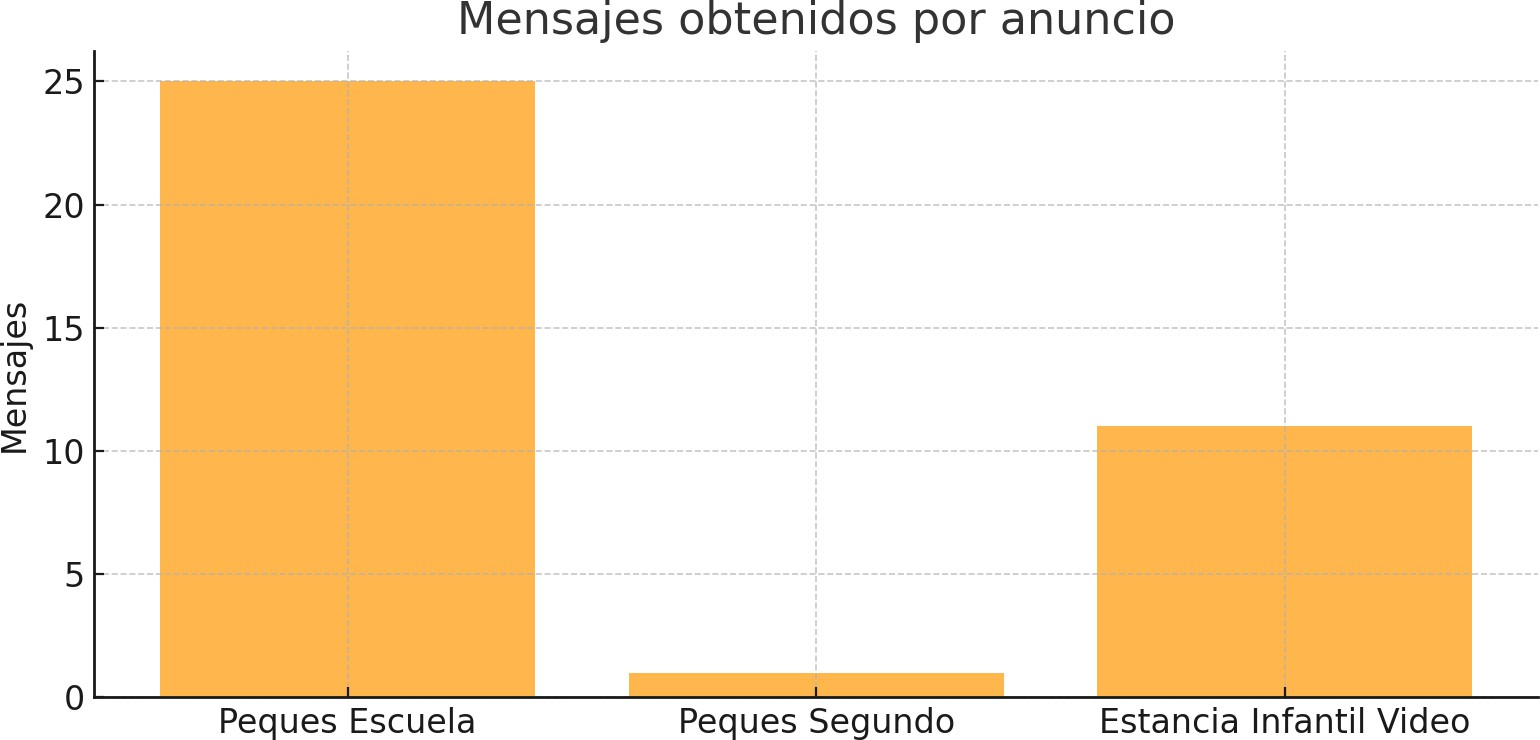 Mensajes obtenidos por anuncio
25
20
15
10
5
0
Mensajes
Peques Escuela
Peques Segundo
Estancia Infantil Video